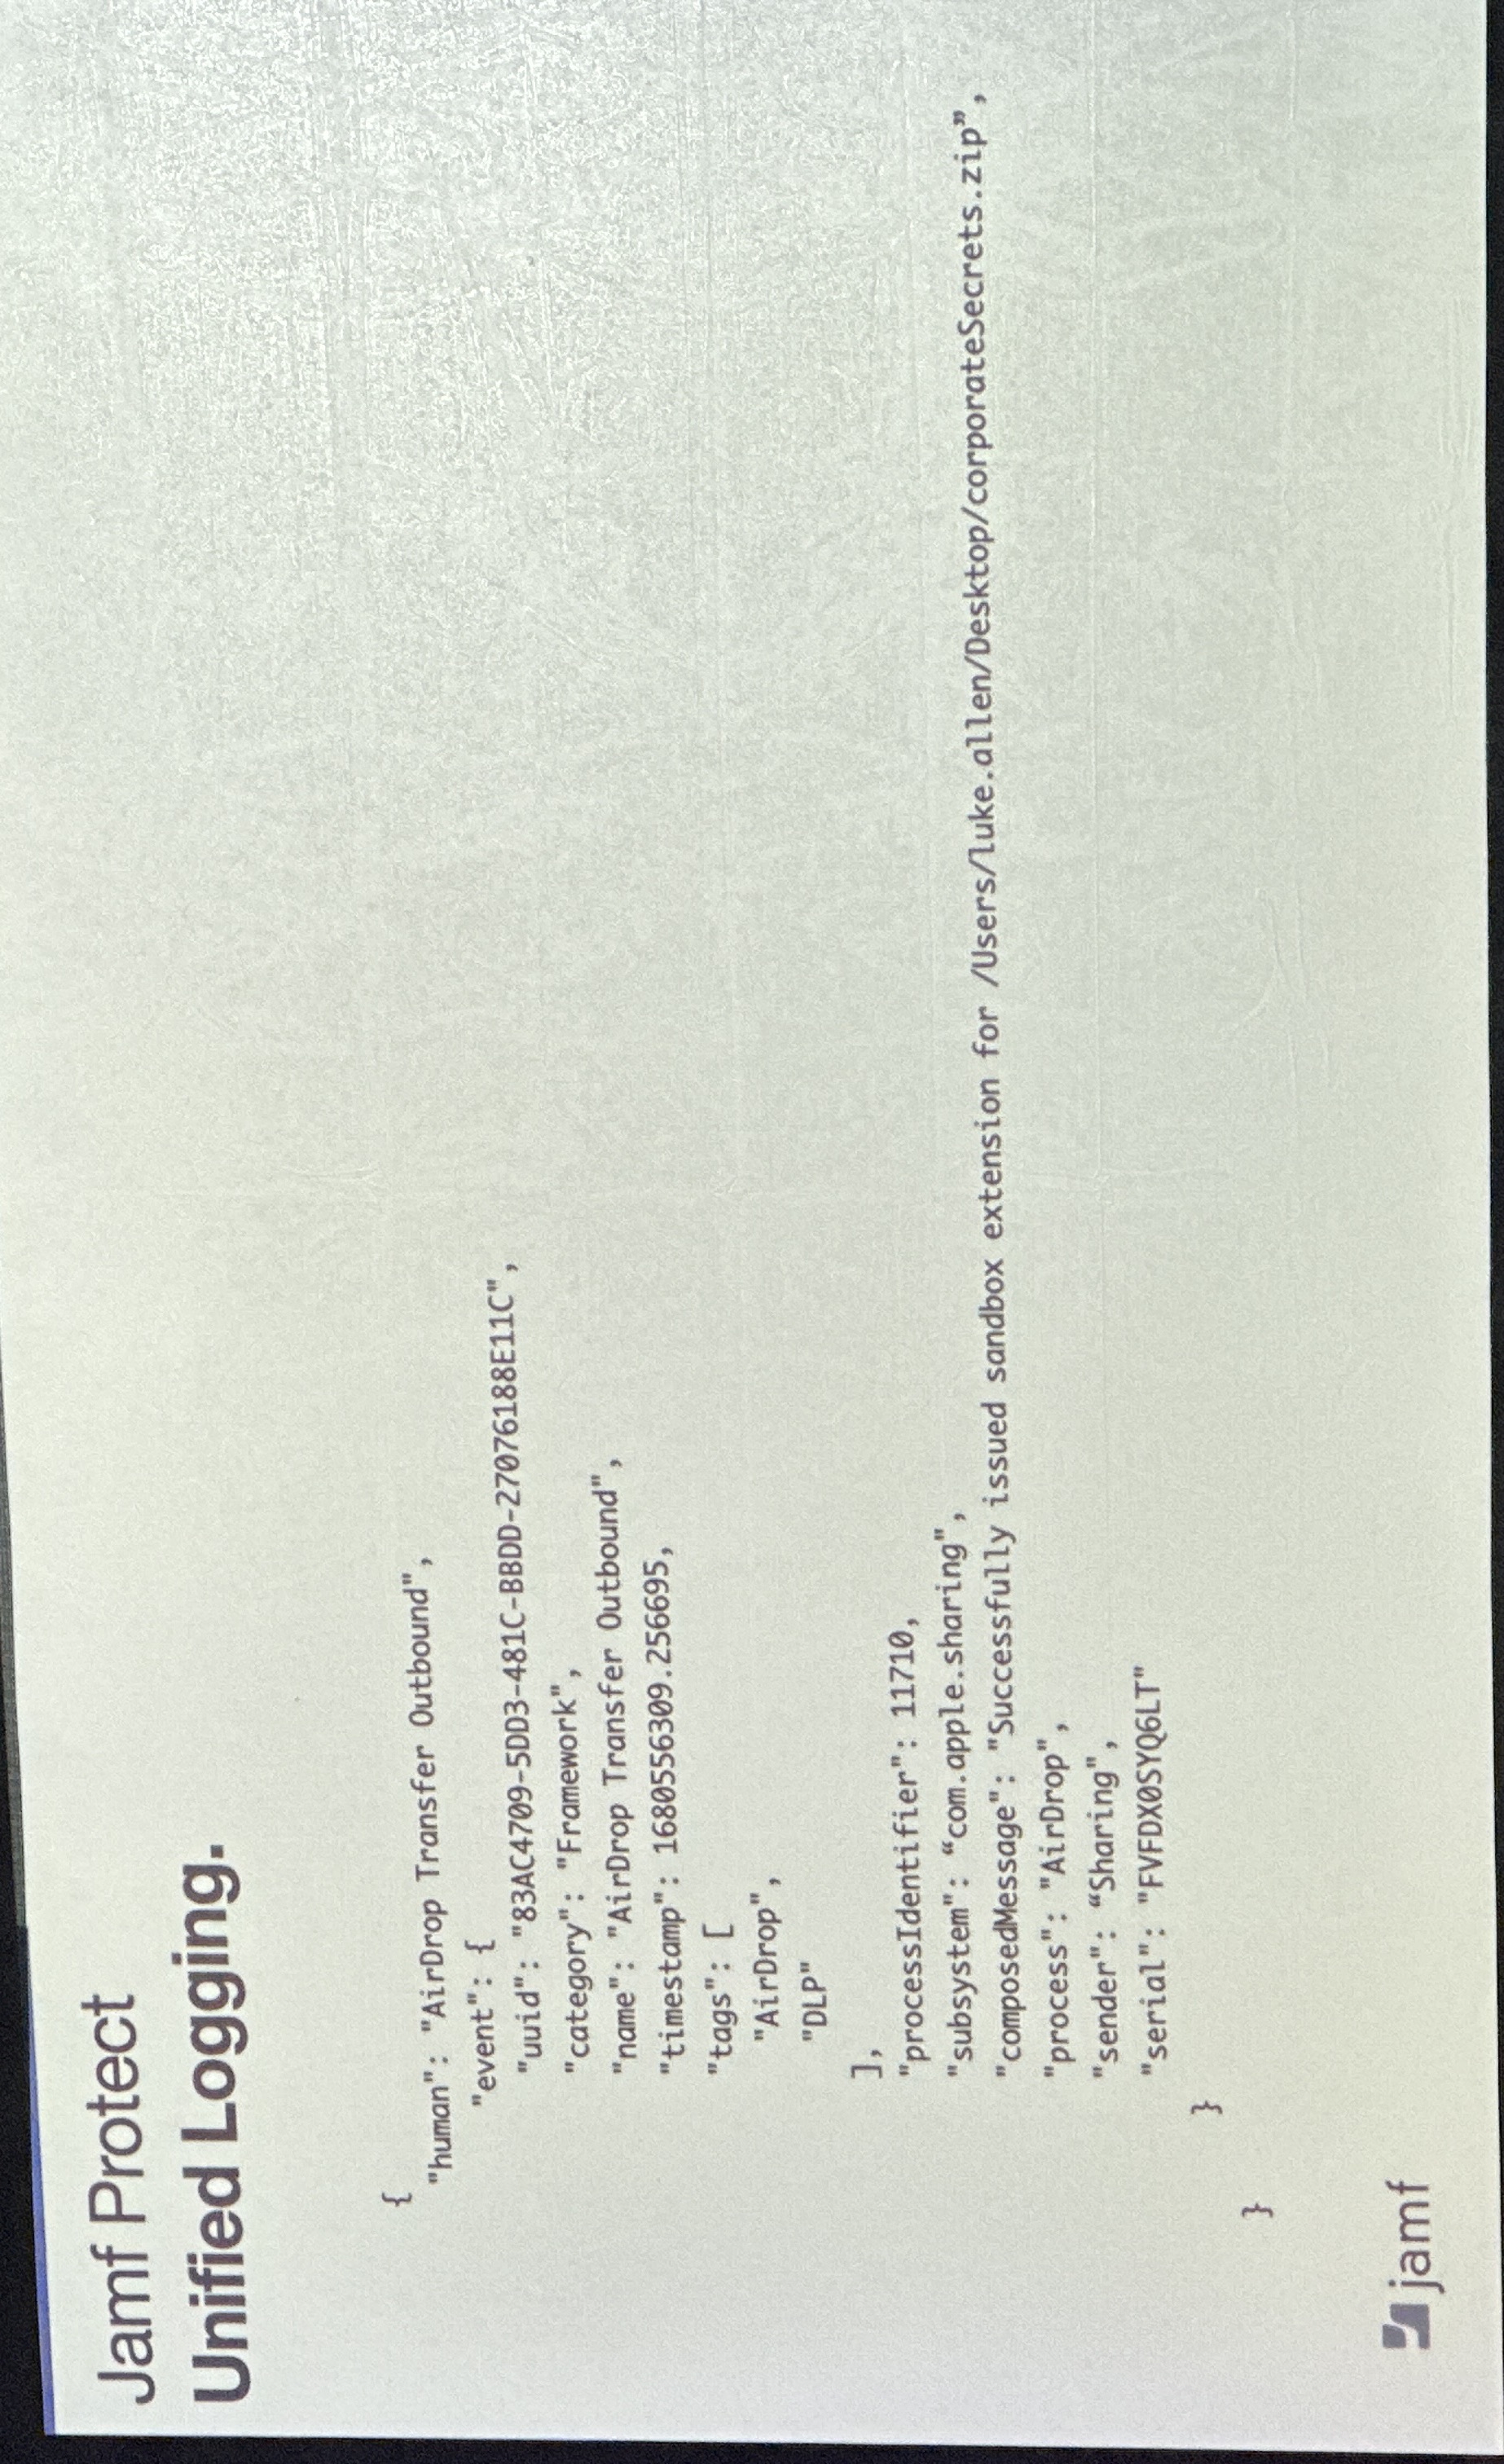 Jamf Protect
Unified Logging.
{
"human": "AirDrop Transfer Outbound",
"event": {
"uuid": "83AC4709-5DD3-481C-BBDD-27076188E11C",
"category": "Framework",
"name": "AirDrop Transfer Outbound",
"timestamp": 1680556309.256695,
"tags": [
"AirDrop",
"DLP"
],
"processIdentifier": 11710,
"subsystem": “com.apple.sharing",
"composedMessage": "Successfully issued sandbox extension for /Users/luke.allen/Desktop/corporateSecrets.zip”,
"process": "AirDrop",
"sender": “Sharing",
"serial": "FVFDX0SYQ6LT"
}
}
jamf